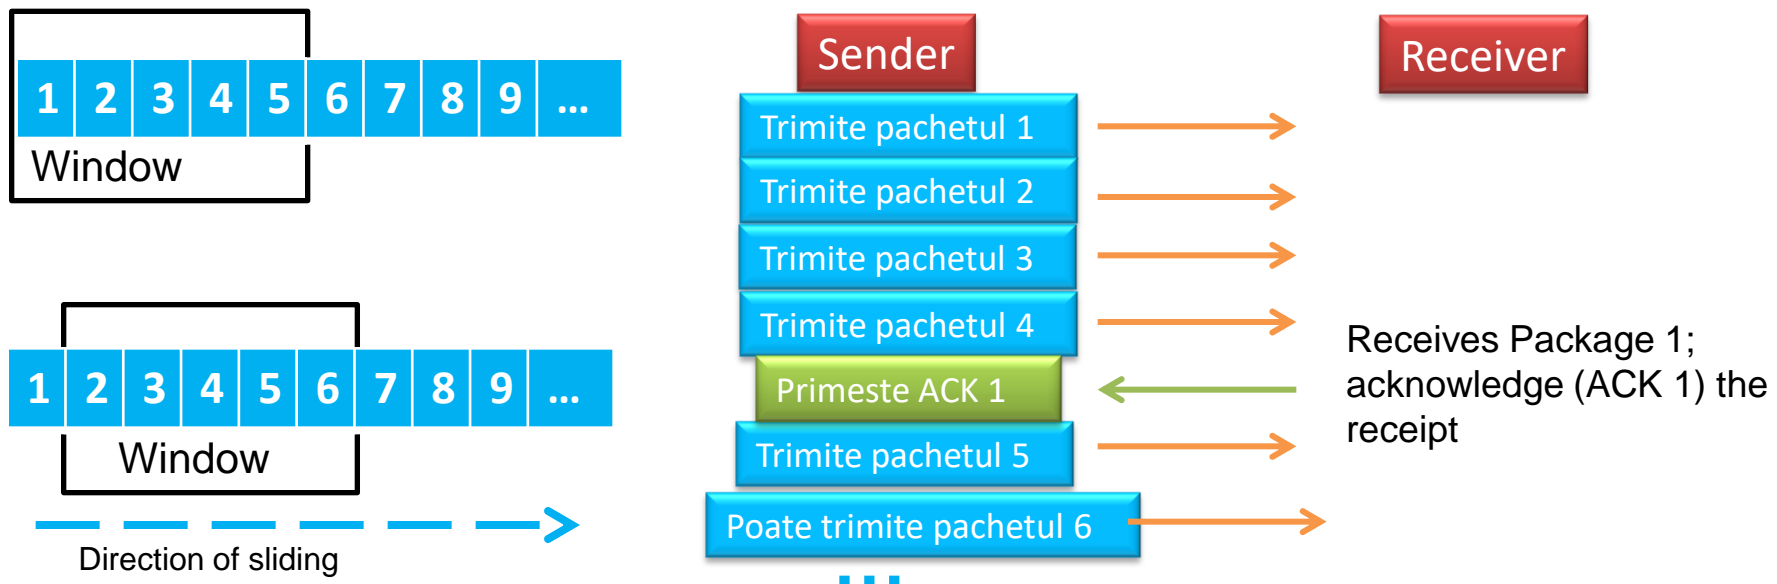 1 2 3 4 5 6 7 8 9 ...
Window
1 2 3 4 5 6 7 8 9 ...
Window
Direction of sliding
Sender
Trimite pachetul 1
Trimite pachetul 2
Trimite pachetul 3
Trimite pachetul 4
Primeste ACK 1
Trimite pachetul 5
Poate trimite pachetul 6
...
Receiver
Receives Package 1;
acknowledge (ACK 1) the
receipt